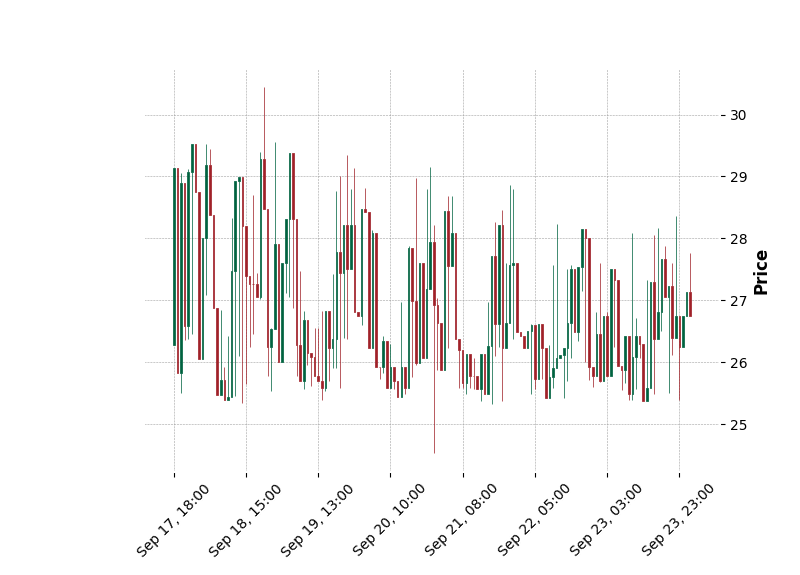 30
29
28
27
26
25
Price
Sep 17, 18:00
Sep 18, 15:00
Sep 19, 13:00
Sep 20, 10:00
Sep 21, 08:00
Sep 22, 05:00
Sep 23, 03:00
Sep 23, 23:00